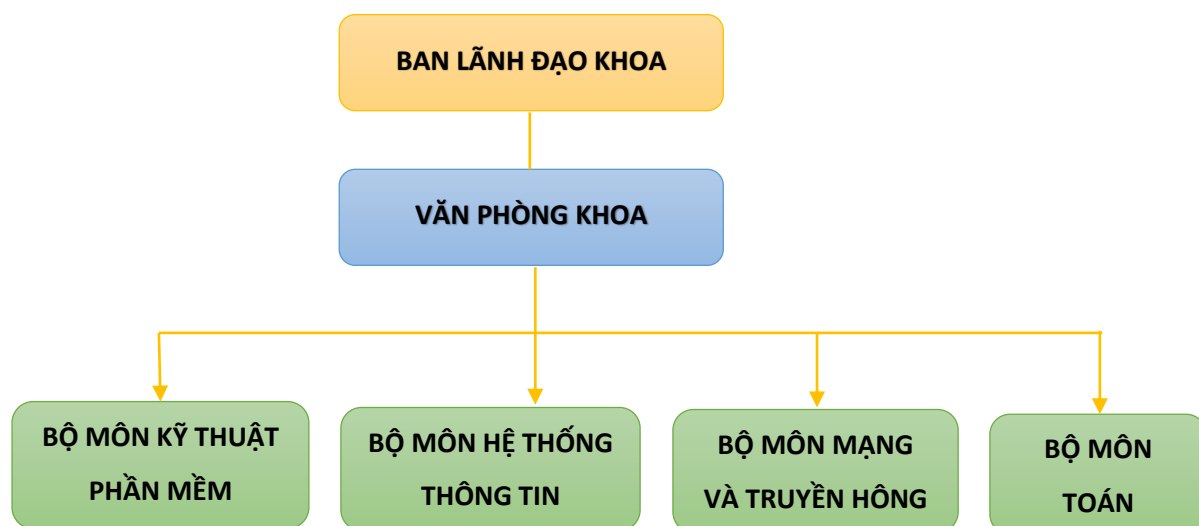 BAN LÃNH ĐẠO KHOA
VĂN PHÒNG KHOA
BỘ MÔN KỸ THUẬT
PHẦN MỀM
BỘ MÔN HỆ THỐNG
THÔNG TIN
BỘ MÔN MẠNG
VÀ TRUYỀN HÔNG
BỘ MÔN
TOÁN